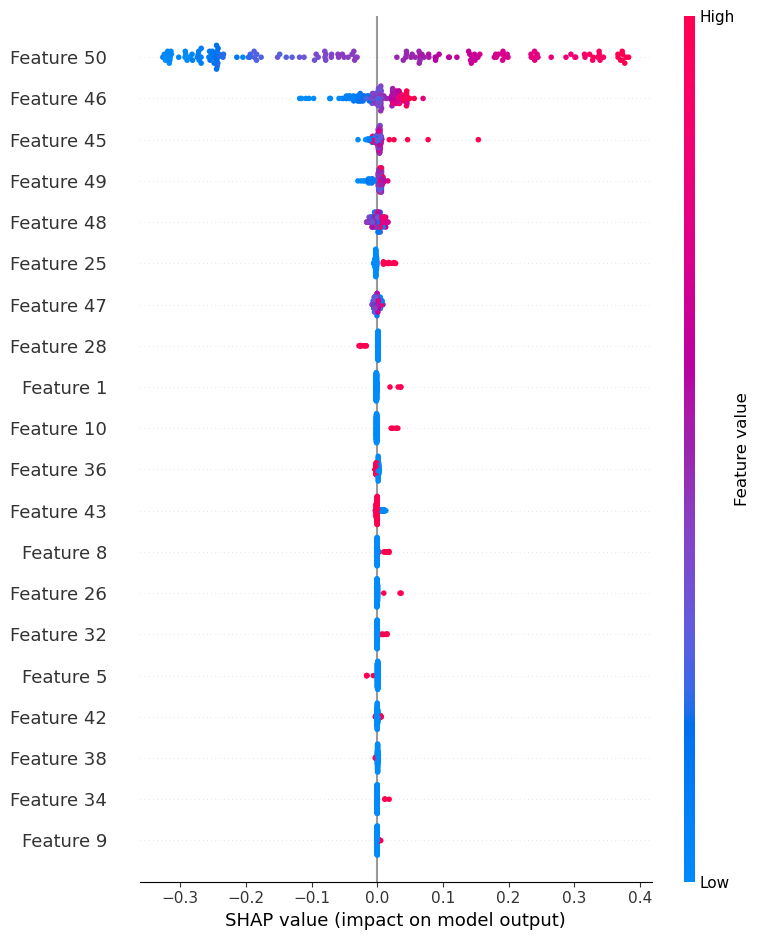 High
Feature 50
Feature 46
Feature 45
Feature 49
Feature 48
Feature 25
Feature 47
Feature 28
Feature 1
Feature 10
Feature 36
Feature 43
Feature 8
Feature 26
Feature 32
Feature 5
Feature 42
Feature 38
Feature 34
Feature 9
Feature value
Low
−0.3 −0.2 −0.1 0.0 0.1 0.2 0.3 0.4
SHAP value (impact on model output)